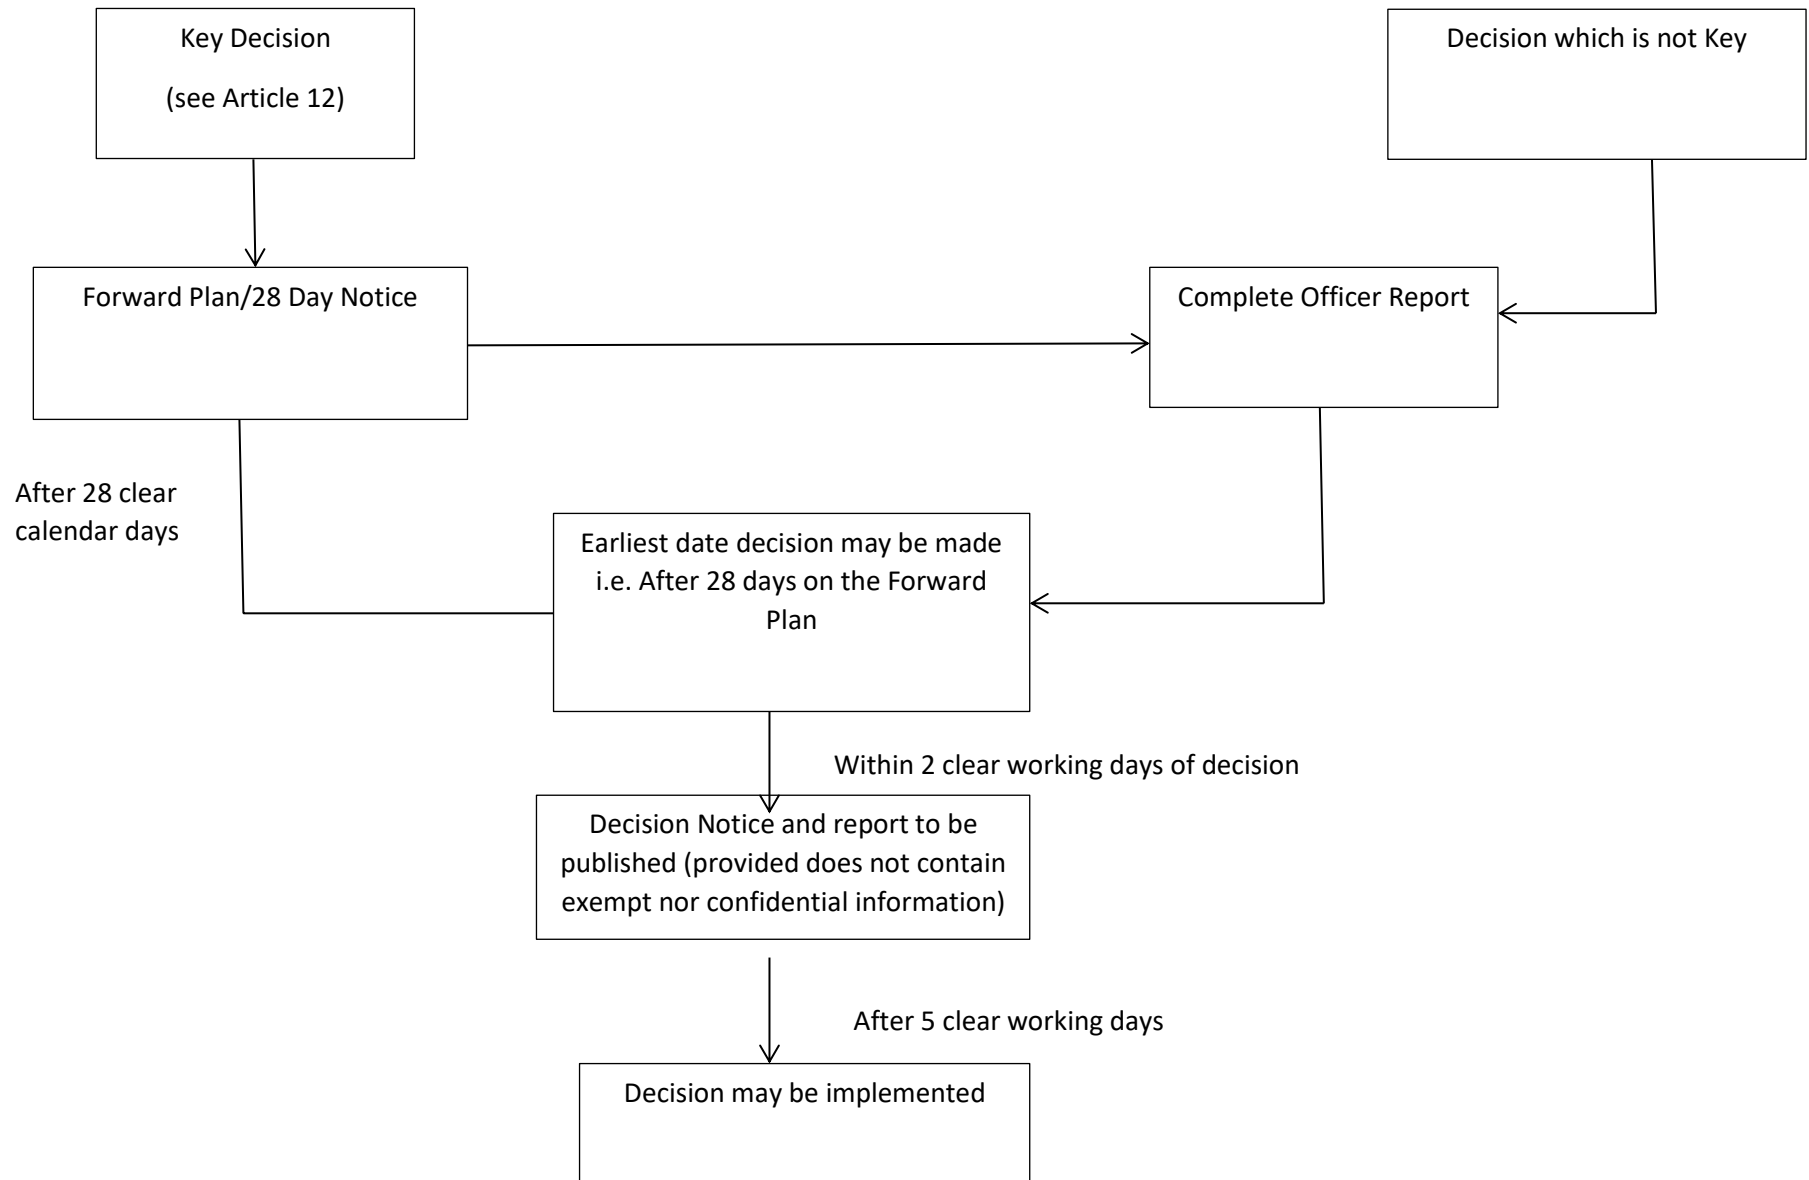 Key Decision
(see Article 12)
Decision which is not Key
Forward Plan/28 Day Notice
Complete Officer Report
After 28 clear
calendar days
Earliest date decision may be made
i.e. After 28 days on the Forward
Plan
Within 2 clear working days of decision
Decision Notice and report to be
published (provided does not contain
exempt nor confidential information)
After 5 clear working days
Decision may be implemented